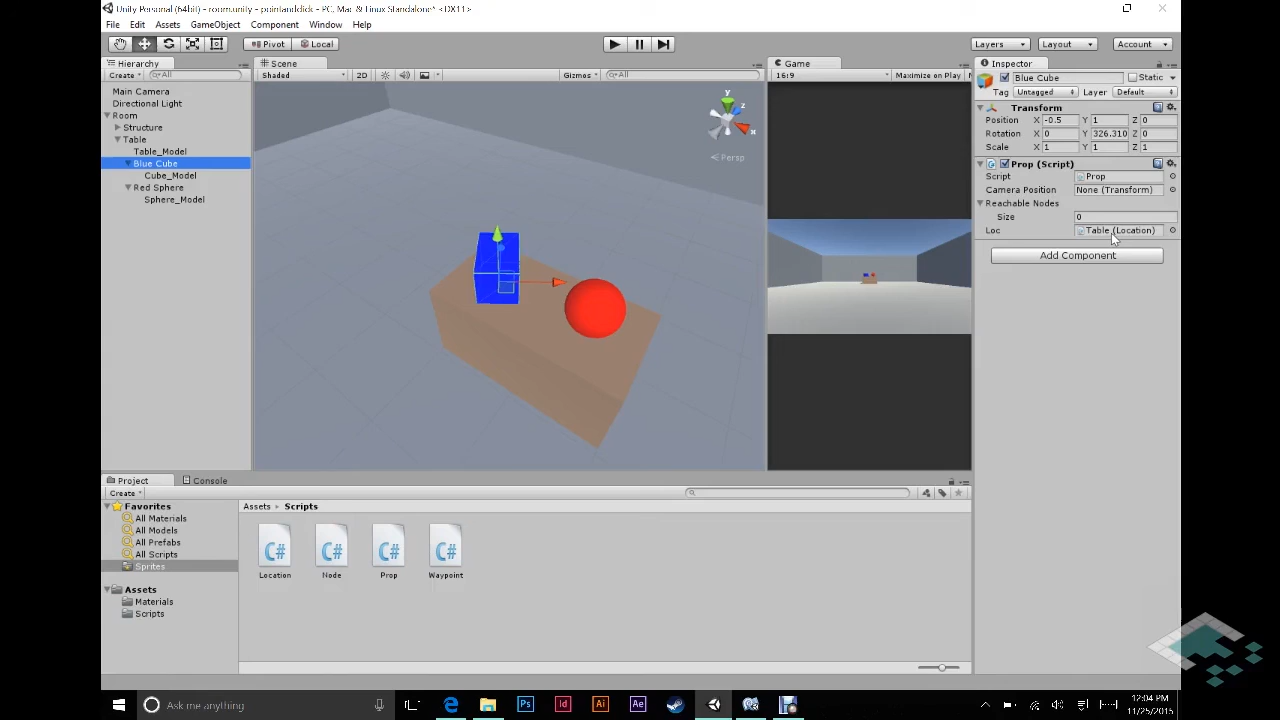 Unity Personal (64bit) - room.unity - pointandclick - PC, Mac & Linux Standalone* <DX11>
File Edit Assets GameObject Component Window Help
Pivot Local Layers Layout Account
Hierarchy Scene Game Inspector
Create All Shaded 2D Gizmos All 16:9 Maximize on Play
Blue Cube Static
Tag Untagged Layer Default
Main Camera
Directional Light
Room
Structure
Table
Table_Model
Blue Cube
Cube_Model
Red Sphere
Sphere_Model
y
z
x
Persp
Transform
Position X -0.5 Y 1 Z 0
Rotation X 0 Y 326.310 Z 0
Scale X 1 Y 1 Z 1
Prop (Script)
Script Prop
Camera Position None (Transform)
Reachable Nodes
Size 0
Loc Table (Location)
Add Component
Project Console
Create
Favorites
All Materials
All Models
All Prefabs
All Scripts
Sprites
Assets
Materials
Scripts
Assets Scripts
C# C# C# C#
Location Node Prop Waypoint
Ask me anything
Ps Id Ai Ae
12:04 PM
11/25/2015